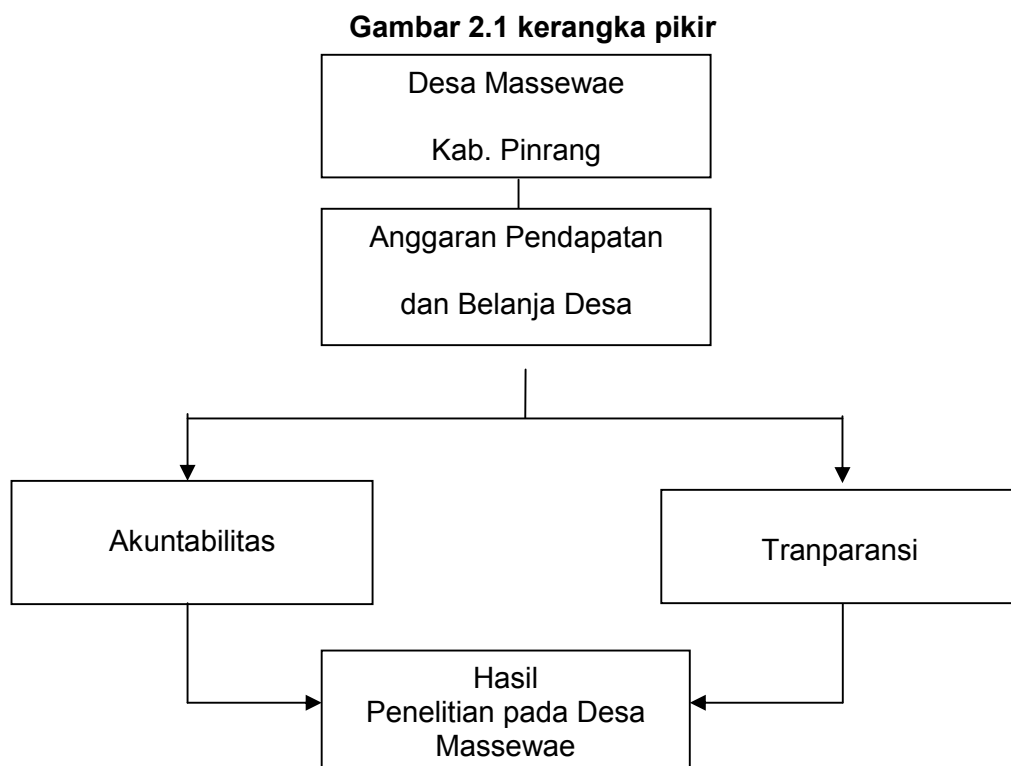 Gambar 2.1 kerangka pikir
Desa Massewae
Kab. Pinrang
Anggaran Pendapatan
dan Belanja Desa
Akuntabilitas
Tranparansi
Hasil
Penelitian pada Desa
Massewae